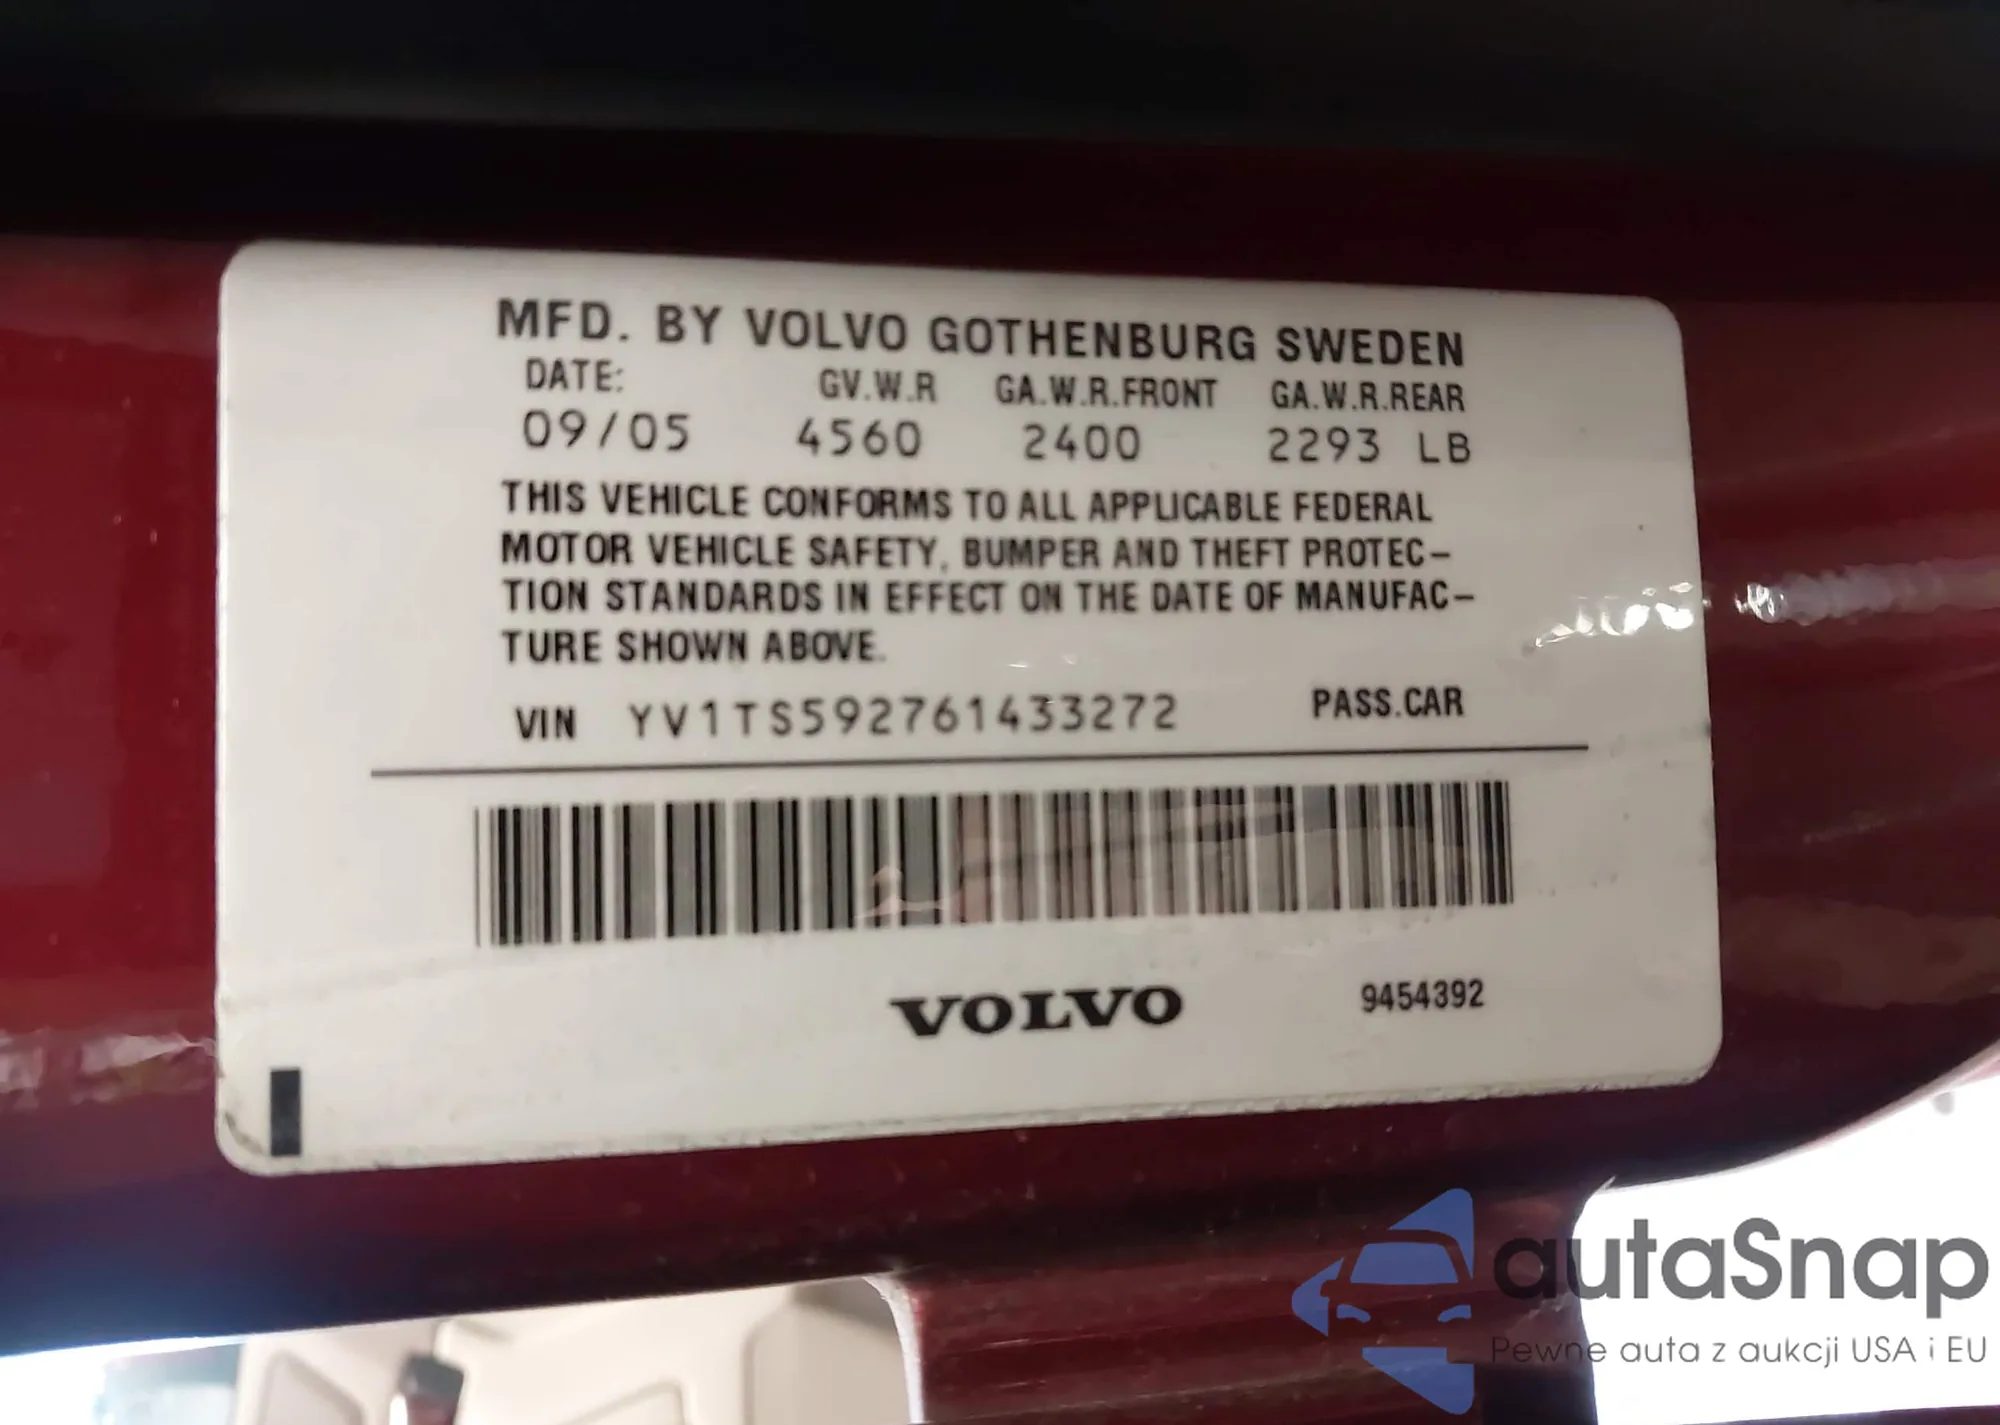 MFD. BY VOLVO GOTHENBURG SWEDEN
DATE: GV.W.R GA.W.R.FRONT GA.W.R.REAR
09/05 4560 2400 2293 LB
THIS VEHICLE CONFORMS TO ALL APPLICABLE FEDERAL
MOTOR VEHICLE SAFETY, BUMPER AND THEFT PROTEC-
TION STANDARDS IN EFFECT ON THE DATE OF MANUFAC-
TURE SHOWN ABOVE.
VIN YV1TS592761433272 PASS.CAR
VOLVO 9454392
autaSnap
Pewne auta z aukcji USA i EU